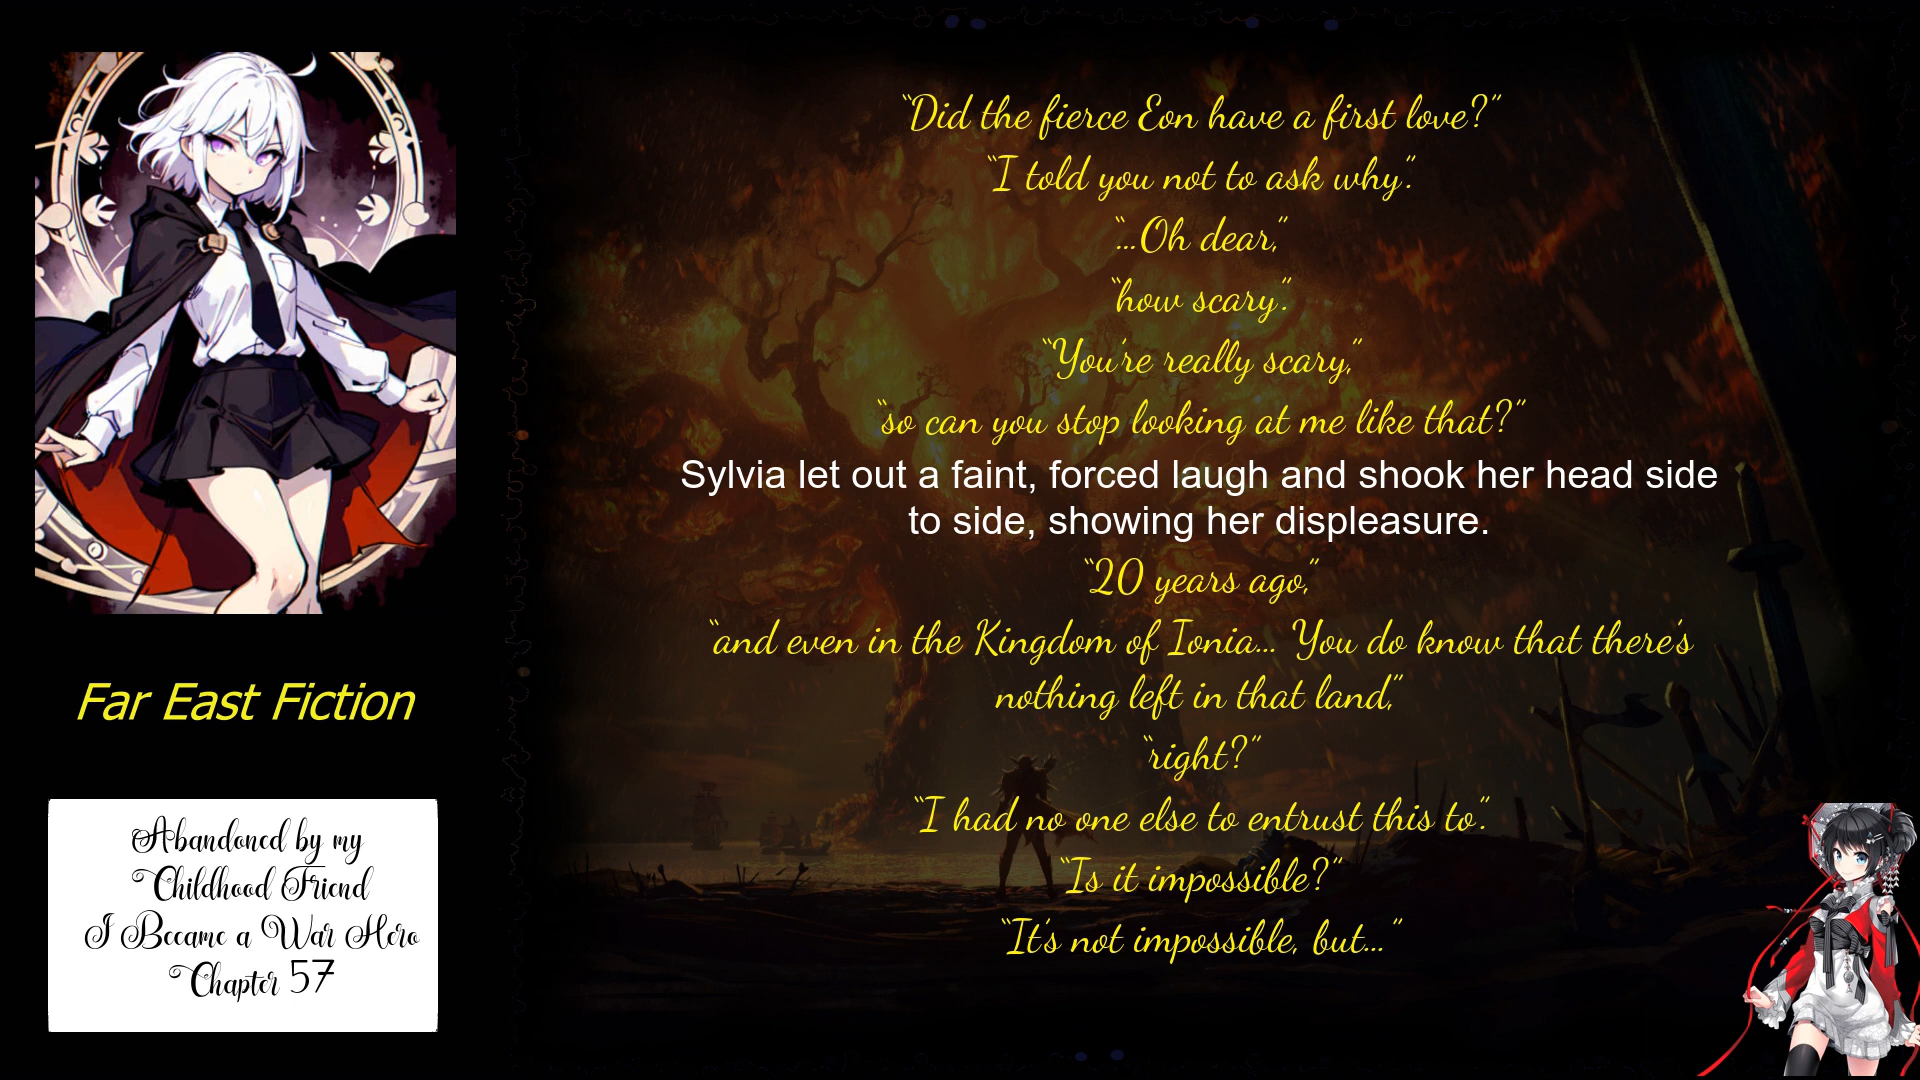 “Did the fierce Eon have a first love?”
“I told you not to ask why.”
“...Oh dear,”
“how scary.”
“You're really scary,”
“so can you stop looking at me like that?”
Sylvia let out a faint, forced laugh and shook her head side
to side, showing her displeasure.
“20 years ago,”
“and even in the Kingdom of Ionia... You do know that there's
nothing left in that land,”
“right?”
“I had no one else to entrust this to.”
“Is it impossible?”
“It's not impossible, but...”
Far East Fiction
Abandoned by my
Childhood Friend
I Became a War Hero
Chapter 57